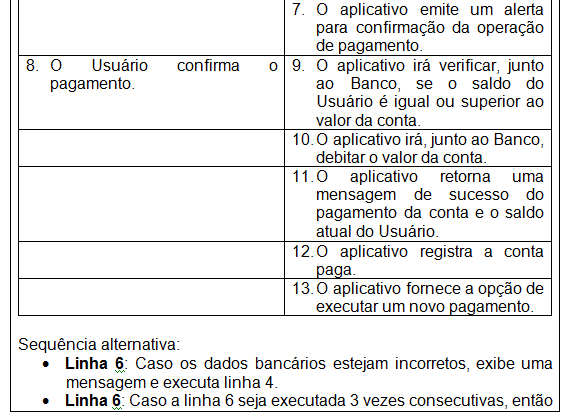 7. O aplicativo emite um alerta
para confirmação da operação
de pagamento.
8. O Usuário confirma o
pagamento.
9. O aplicativo irá verificar, junto
ao Banco, se o saldo do
Usuário é igual ou superior ao
valor da conta.
10. O aplicativo irá, junto ao Banco,
debitar o valor da conta.
11. O aplicativo retorna uma
mensagem de sucesso do
pagamento da conta e o saldo
atual do Usuário.
12. O aplicativo registra a conta
paga.
13. O aplicativo fornece a opção de
executar um novo pagamento.
Sequência alternativa:
• Linha 6: Caso os dados bancários estejam incorretos, exibe uma
mensagem e executa linha 4.
• Linha 6: Caso a linha 6 seja executada 3 vezes consecutivas, então